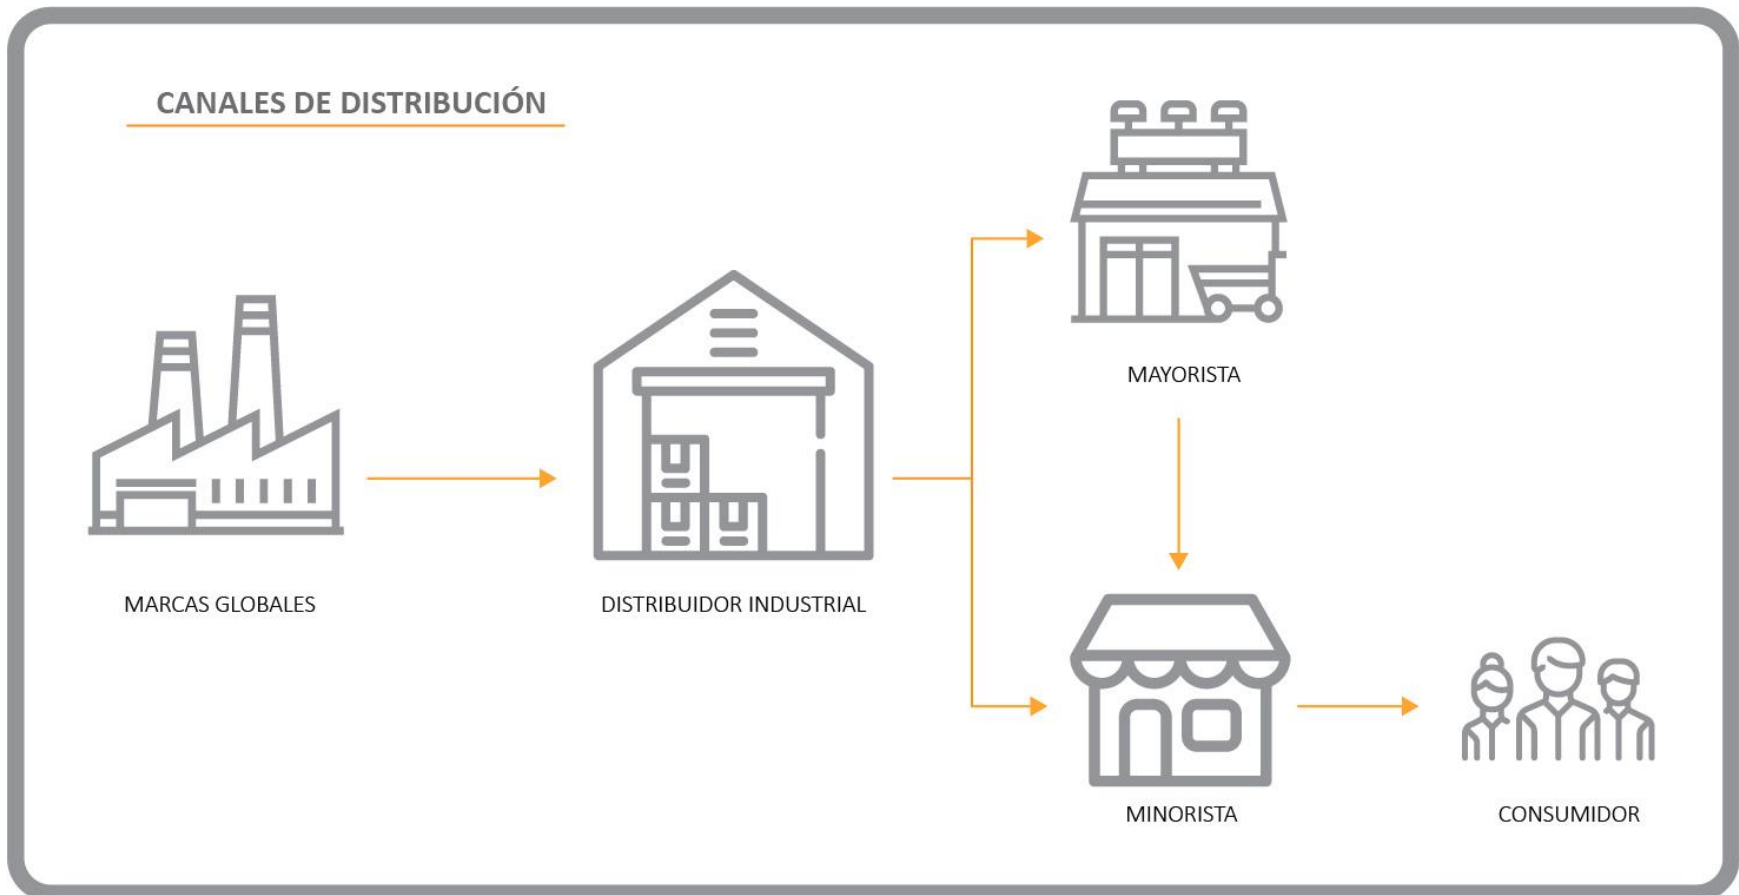 CANALES DE DISTRIBUCIÓN
MAYORISTA
MARCAS GLOBALES
DISTRIBUIDOR INDUSTRIAL
MINORISTA
CONSUMIDOR